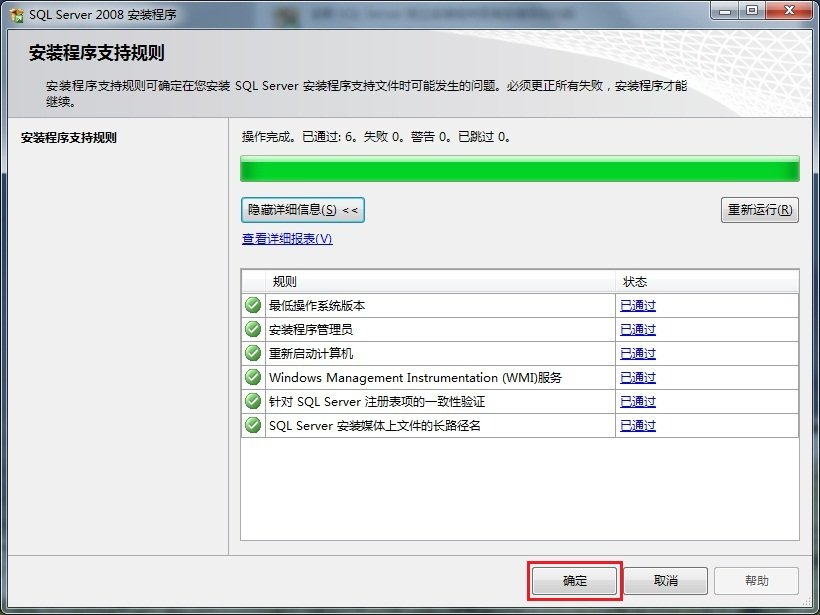 SQL Server 2008 安装程序
安装程序支持规则
安装程序支持规则可确定在您安装 SQL Server 安装程序支持文件时可能发生的问题。必须更正所有失败，安装程序才能
继续。
安装程序支持规则
操作完成。已通过: 6。失败 0。警告 0。已跳过 0。
隐藏详细信息(S) <<
重新运行(R)
查看详细报表(V)
规则 状态
最低操作系统版本 已通过
安装程序管理员 已通过
重新启动计算机 已通过
Windows Management Instrumentation (WMI)服务 已通过
针对 SQL Server 注册表项的一致性验证 已通过
SQL Server 安装媒体上文件的长路径名 已通过
确定 取消 帮助